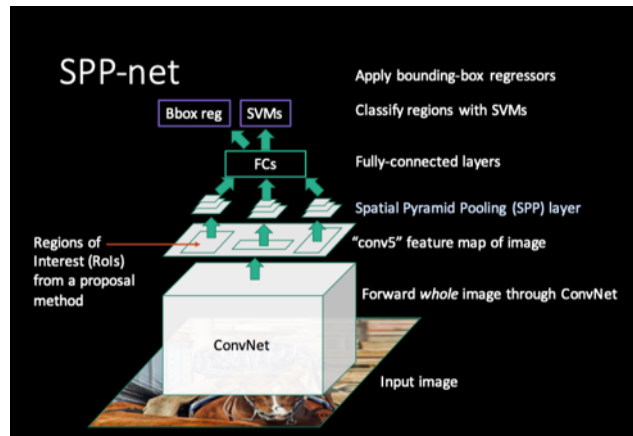 SPP-net
Apply bounding-box regressors
Bbox reg
SVMs
Classify regions with SVMs
FCs
Fully-connected layers
Spatial Pyramid Pooling (SPP) layer
Regions of
Interest (RoIs)
from a proposal
method
“conv5” feature map of image
Forward whole image through ConvNet
ConvNet
Input image